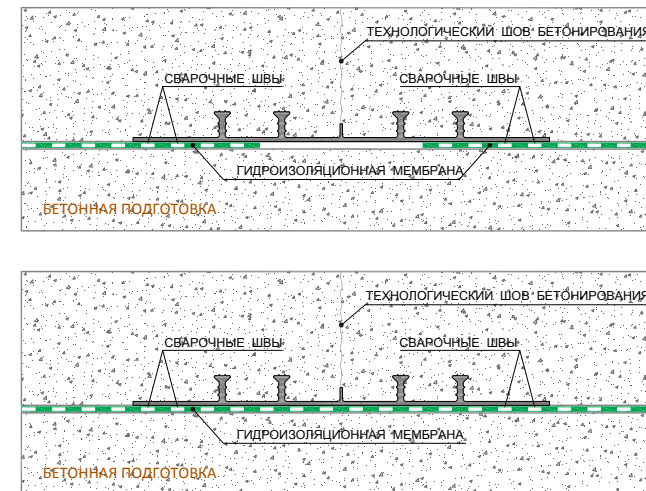 ТЕХНОЛОГИЧЕСКИЙ ШОВ БЕТОНИРОВАНИЯ
СВАРОЧНЫЕ ШВЫ СВАРОЧНЫЕ ШВЫ
ГИДРОИЗОЛЯЦИОННАЯ МЕМБРАНА
БЕТОННАЯ ПОДГОТОВКА
ТЕХНОЛОГИЧЕСКИЙ ШОВ БЕТОНИРОВАНИЯ
СВАРОЧНЫЕ ШВЫ СВАРОЧНЫЕ ШВЫ
ГИДРОИЗОЛЯЦИОННАЯ МЕМБРАНА
БЕТОННАЯ ПОДГОТОВКА